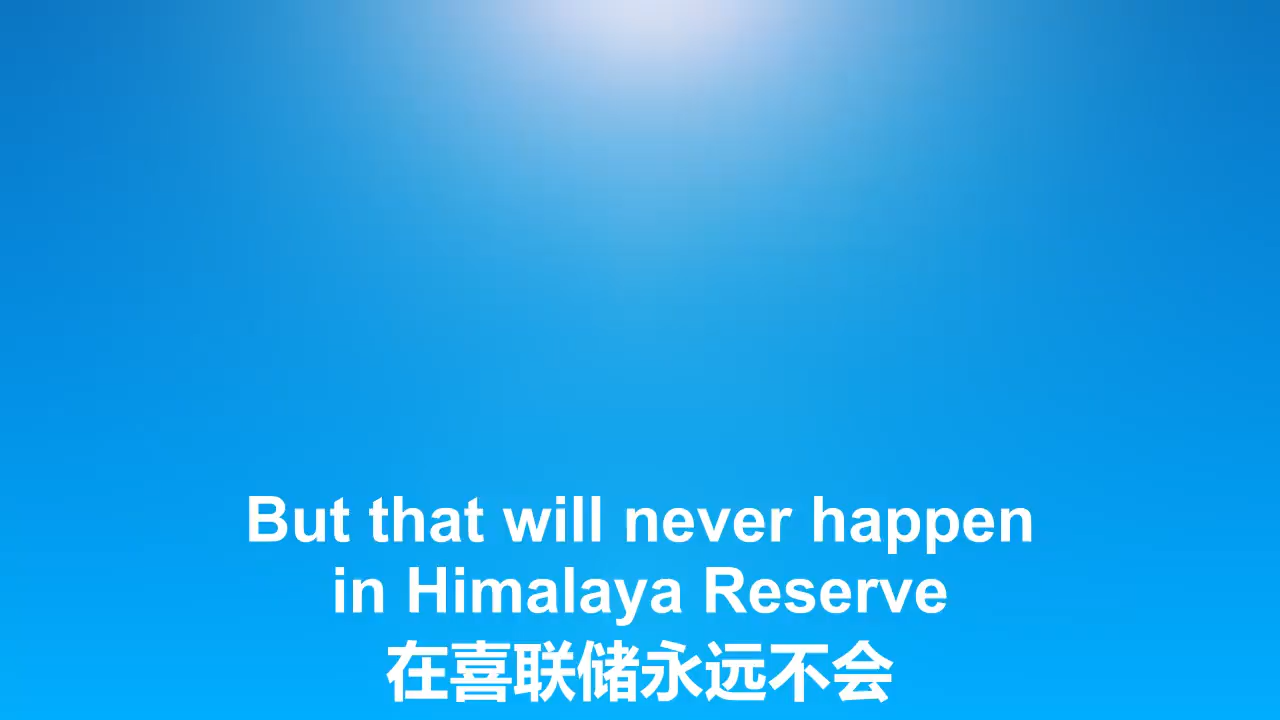 But that will never happen
in Himalaya Reserve
在喜联储永远不会